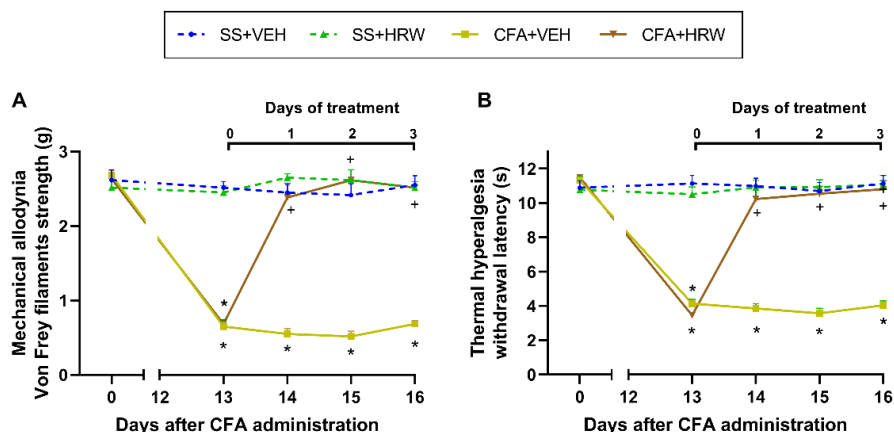 SS+VEH SS+HRW CFA+VEH CFA+HRW
A
Days of treatment
0 1 2 3
Mechanical allodynia
Von Frey filaments strength (g)
3
2
1
0
+
+
+
*
*
*
*
*
0 12 13 14 15 16
Days after CFA administration
B
Days of treatment
0 1 2 3
Thermal hyperalgesia
withdrawal latency (s)
12
10
8
6
4
2
0
+
+
+
+
*
*
*
*
*
0 12 13 14 15 16
Days after CFA administration